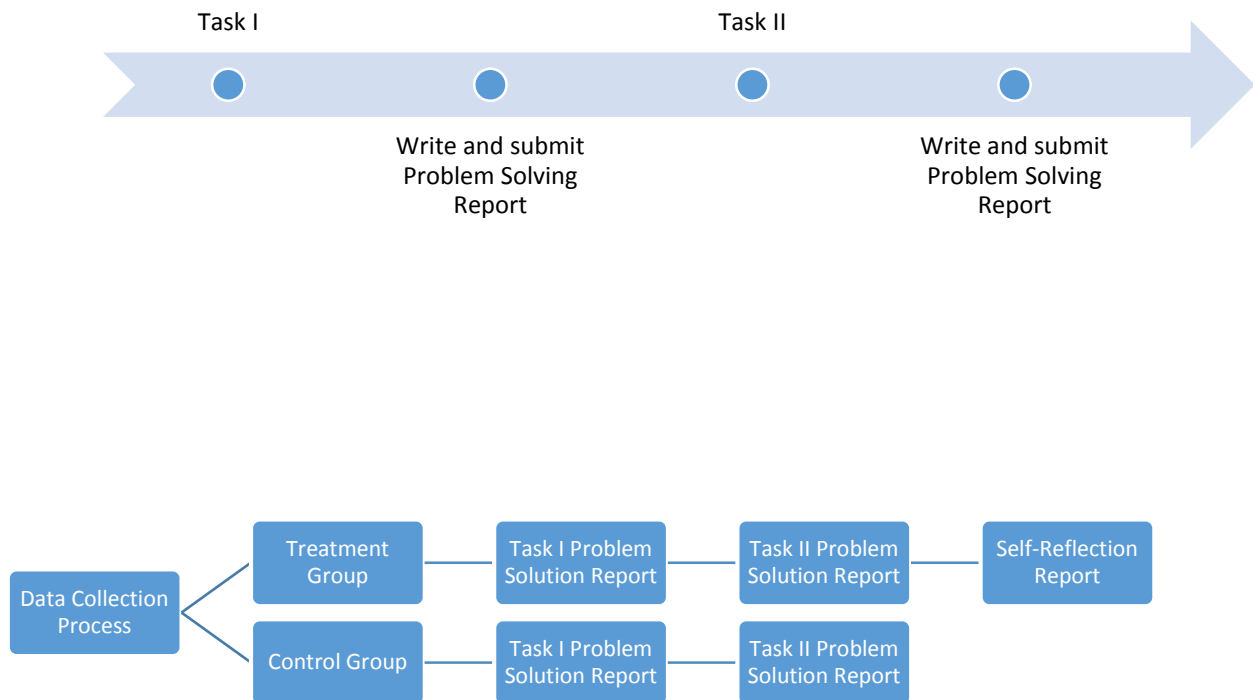 Task I
Task II
Write and submit
Problem Solving
Report
Write and submit
Problem Solving
Report
Data Collection
Process
Treatment
Group
Task I Problem
Solution Report
Task II Problem
Solution Report
Self-Reflection
Report
Control Group
Task I Problem
Solution Report
Task II Problem
Solution Report